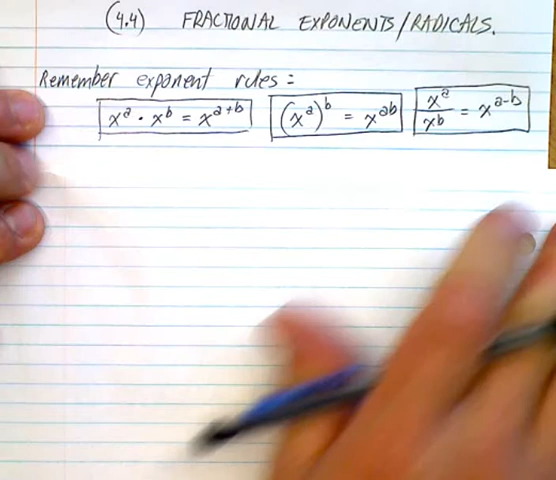 (4.4) FRACTIONAL EXPONENTS/RADICALS.
Remember exponent rules:
x^a · x^b = x^{a+b} (x^a)^b = x^{ab} x^a/x^b = x^{a-b}